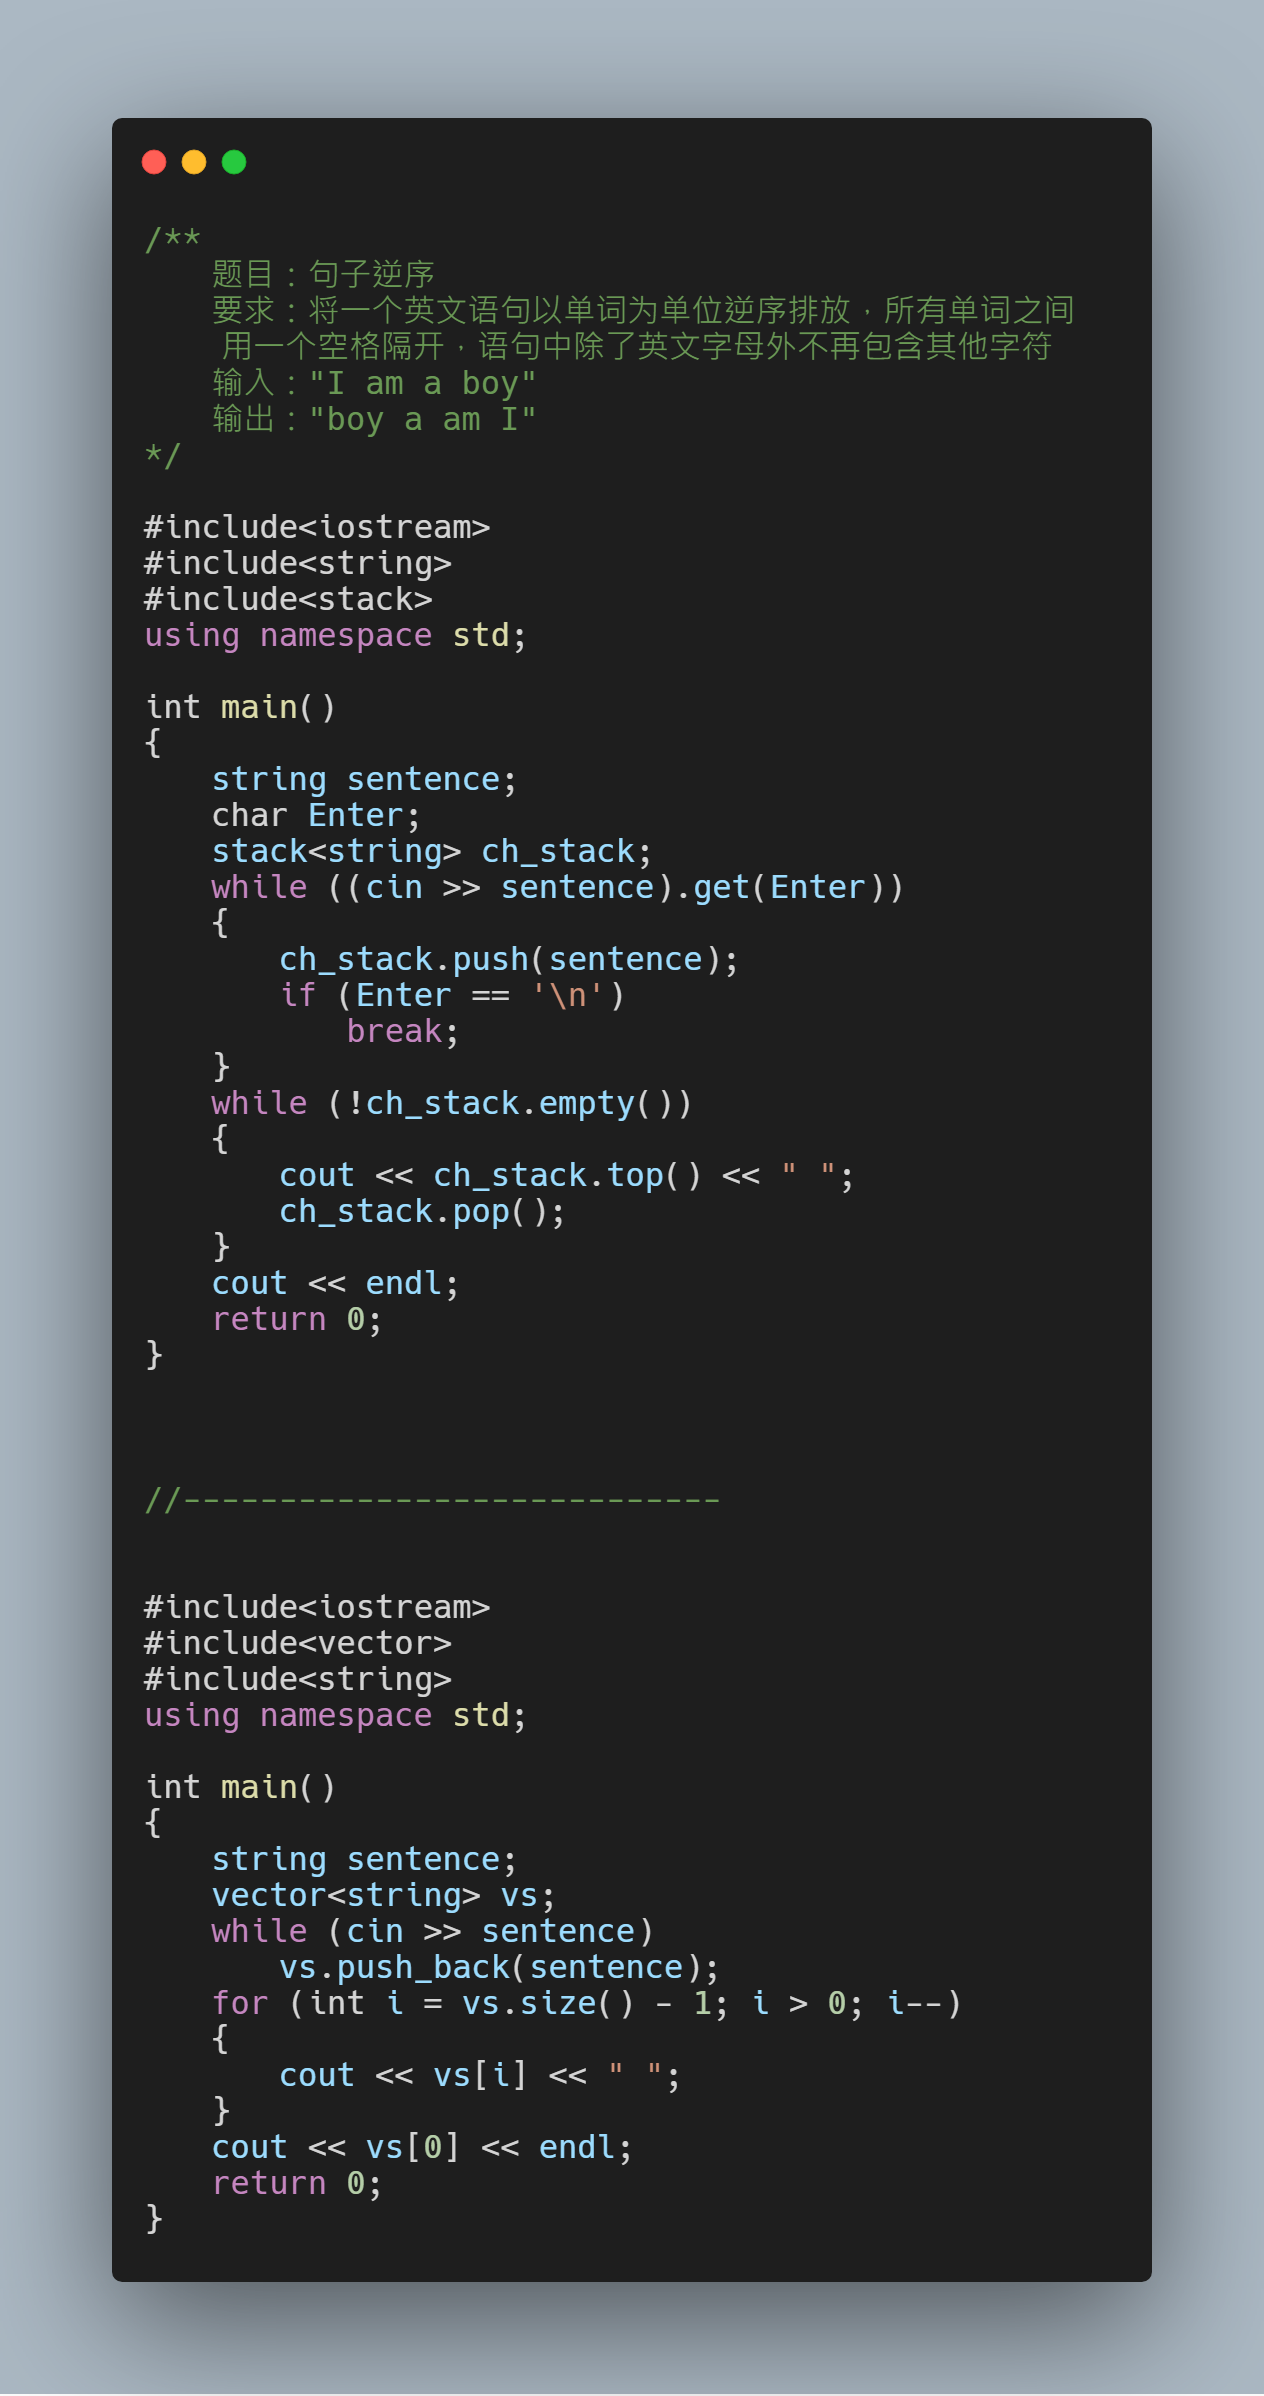 /**
    题目：句子逆序
    要求：将一个英文语句以单词为单位逆序排放，所有单词之间
    用一个空格隔开，语句中除了英文字母外不再包含其他字符
    输入："I am a boy"
    输出："boy a am I"
*/
#include<iostream>
#include<string>
#include<stack>
using namespace std;
int main()
{
    string sentence;
    char Enter;
    stack<string> ch_stack;
    while ((cin >> sentence).get(Enter))
    {
        ch_stack.push(sentence);
        if (Enter == '\n')
            break;
    }
    while (!ch_stack.empty())
    {
        cout << ch_stack.top() << " ";
        ch_stack.pop();
    }
    cout << endl;
    return 0;
}
//----------------------------
#include<iostream>
#include<vector>
#include<string>
using namespace std;
int main()
{
    string sentence;
    vector<string> vs;
    while (cin >> sentence)
        vs.push_back(sentence);
    for (int i = vs.size() - 1; i > 0; i--)
    {
        cout << vs[i] << " ";
    }
    cout << vs[0] << endl;
    return 0;
}